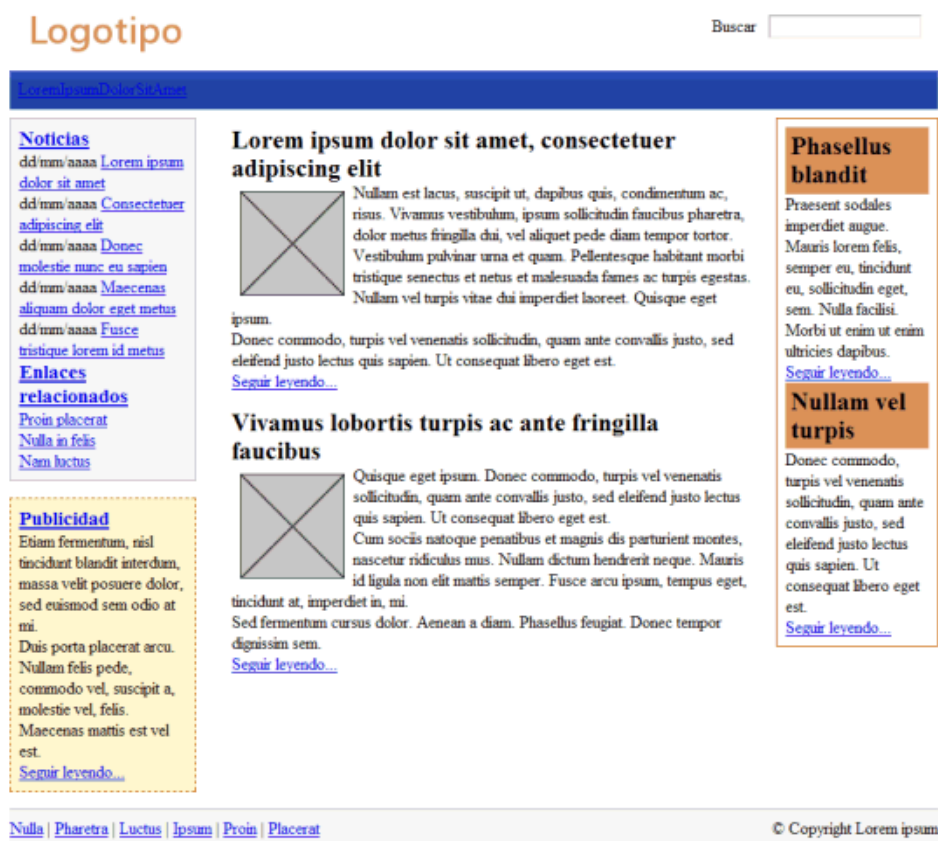 Logotipo
Buscar
LoremIpsumDolorSitAmet
Noticias
dd/mm/aaaa Lorem ipsum
dolor sit amet
dd/mm/aaaa Consectetuer
adipiscing elit
dd/mm/aaaa Donec
molestie nunc eu sapien
dd/mm/aaaa Maecenas
aliquam dolor eget metus
dd/mm/aaaa Fusce
tristique lorem id metus
Enlaces
relacionados
Proin placerat
Nulla in felis
Nam luctus
Publicidad
Etiam fermentum, nisl
tincidunt blandit interdum,
massa velit posuere dolor,
sed euismod sem odio at
mi.
Duis porta placerat arcu.
Nullam felis pede,
commodo vel, suscipit a,
molestie vel, felis.
Maecenas mattis est vel
est.
Seguir leyendo...
Lorem ipsum dolor sit amet, consectetuer
adipiscing elit
Nullam est lacus, suscipit ut, dapibus quis, condimentum ac,
risus. Vivamus vestibulum, ipsum sollicitudin faucibus pharetra,
dolor metus fringilla dui, vel aliquet pede diam tempor tortor.
Vestibulum pulvinar urna et quam. Pellentesque habitant morbi
tristique senectus et netus et malesuada fames ac turpis egestas.
Nullam vel turpis vitae dui imperdiet laoreet. Quisque eget
ipsum.
Donec commodo, turpis vel venenatis sollicitudin, quam ante convallis justo, sed
eleifend justo lectus quis sapien. Ut consequat libero eget est.
Seguir leyendo...
Vivamus lobortis turpis ac ante fringilla
faucibus
Quisque eget ipsum. Donec commodo, turpis vel venenatis
sollicitudin, quam ante convallis justo, sed eleifend justo lectus
quis sapien. Ut consequat libero eget est.
Cum sociis natoque penatibus et magnis dis parturient montes,
nascetur ridiculus mus. Nullam dictum hendrerit neque. Mauris
id ligula non elit mattis semper. Fusce arcu ipsum, tempus eget,
tincidunt at, imperdiet in, mi.
Sed fermentum cursus dolor. Aenean a diam. Phasellus feugiat. Donec tempor
dignissim sem.
Seguir leyendo...
Phasellus
blandit
Praesent sodales
imperdiet augue.
Mauris lorem felis,
semper eu, tincidunt
eu, sollicitudin eget,
sem. Nulla facilisi.
Morbi ut enim ut enim
ultricies dapibus.
Seguir leyendo...
Nullam vel
turpis
Donec commodo,
turpis vel venenatis
sollicitudin, quam ante
convallis justo, sed
eleifend justo lectus
quis sapien. Ut
consequat libero eget
est.
Seguir leyendo...
Nulla | Pharetra | Luctus | Ipsum | Proin | Placerat
© Copyright Lorem ipsum